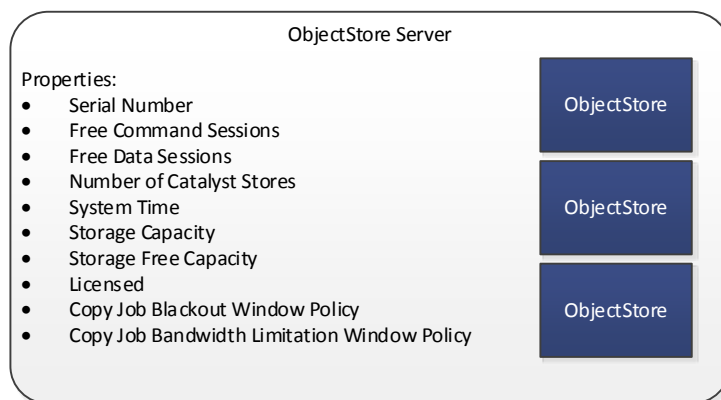 ObjectStore Server
Properties:
• Serial Number
• Free Command Sessions
• Free Data Sessions
• Number of Catalyst Stores
• System Time
• Storage Capacity
• Storage Free Capacity
• Licensed
• Copy Job Blackout Window Policy
• Copy Job Bandwidth Limitation Window Policy
ObjectStore
ObjectStore
ObjectStore